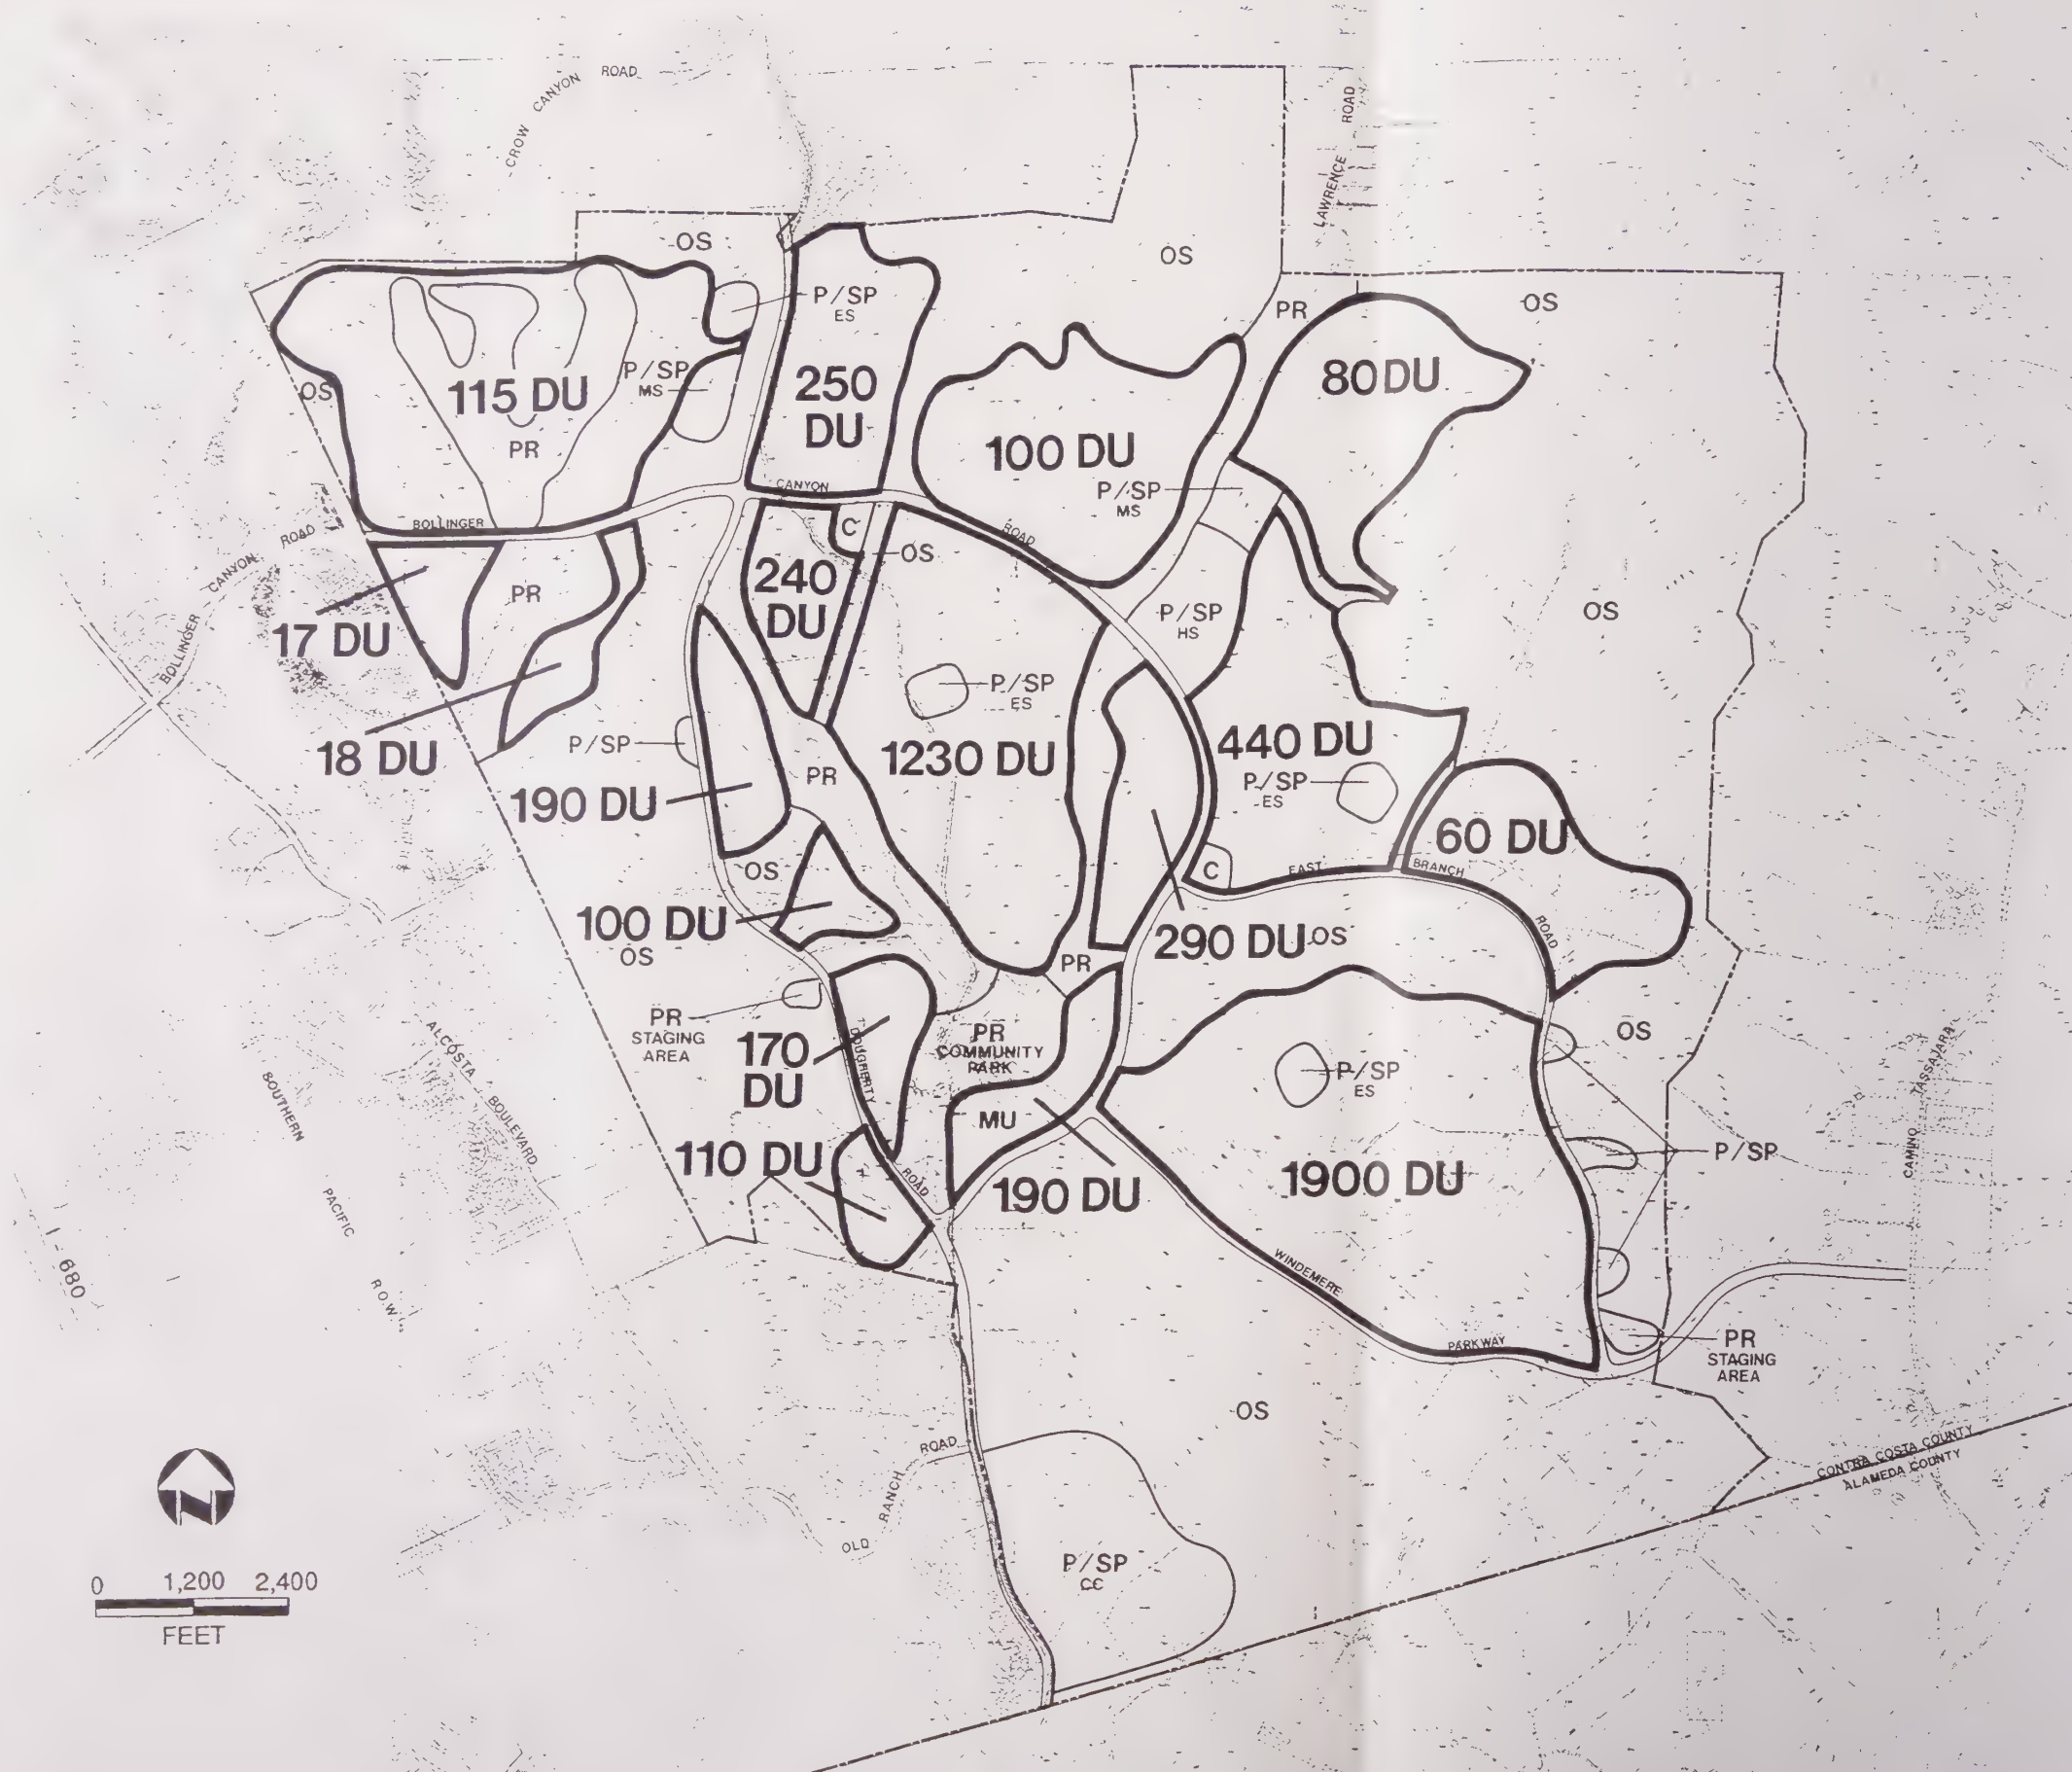 CROW CANYON ROAD
LAWRENCE ROAD
OS
OS
PR
OS
P/SP
ES
115 DU
P/SP
MS
250
DU
80 DU
OS
PR
100 DU
P/SP
MS
CANYON
BOLLINGER
ROAD
C
OS
BOLLINGER CANYON ROAD
240
DU
PR
P/SP
HS
OS
17 DU
18 DU
P/SP
ES
P/SP
190 DU
PR
1230 DU
440 DU
P/SP
ES
60 DU
OS
C
EAST
BRANCH
ROAD
100 DU
OS
290 DU
OS
PR
PR
STAGING
AREA
170
DU
DOUGHERTY
ROAD
PR
COMMUNITY
PARK
OS
P/SP
ES
MU
110 DU
190 DU
1900 DU
P/SP
ALCOSTA
BOULEVARD
SOUTHERN
PACIFIC
R.O.W.
I-680
CAMINO TASSAJARA
WINDEMERE
PARKWAY
PR
STAGING
AREA
OS
OLD RANCH ROAD
CONTRA COSTA COUNTY
ALAMEDA COUNTY
P/SP
CC
N
0 1,200 2,400
FEET